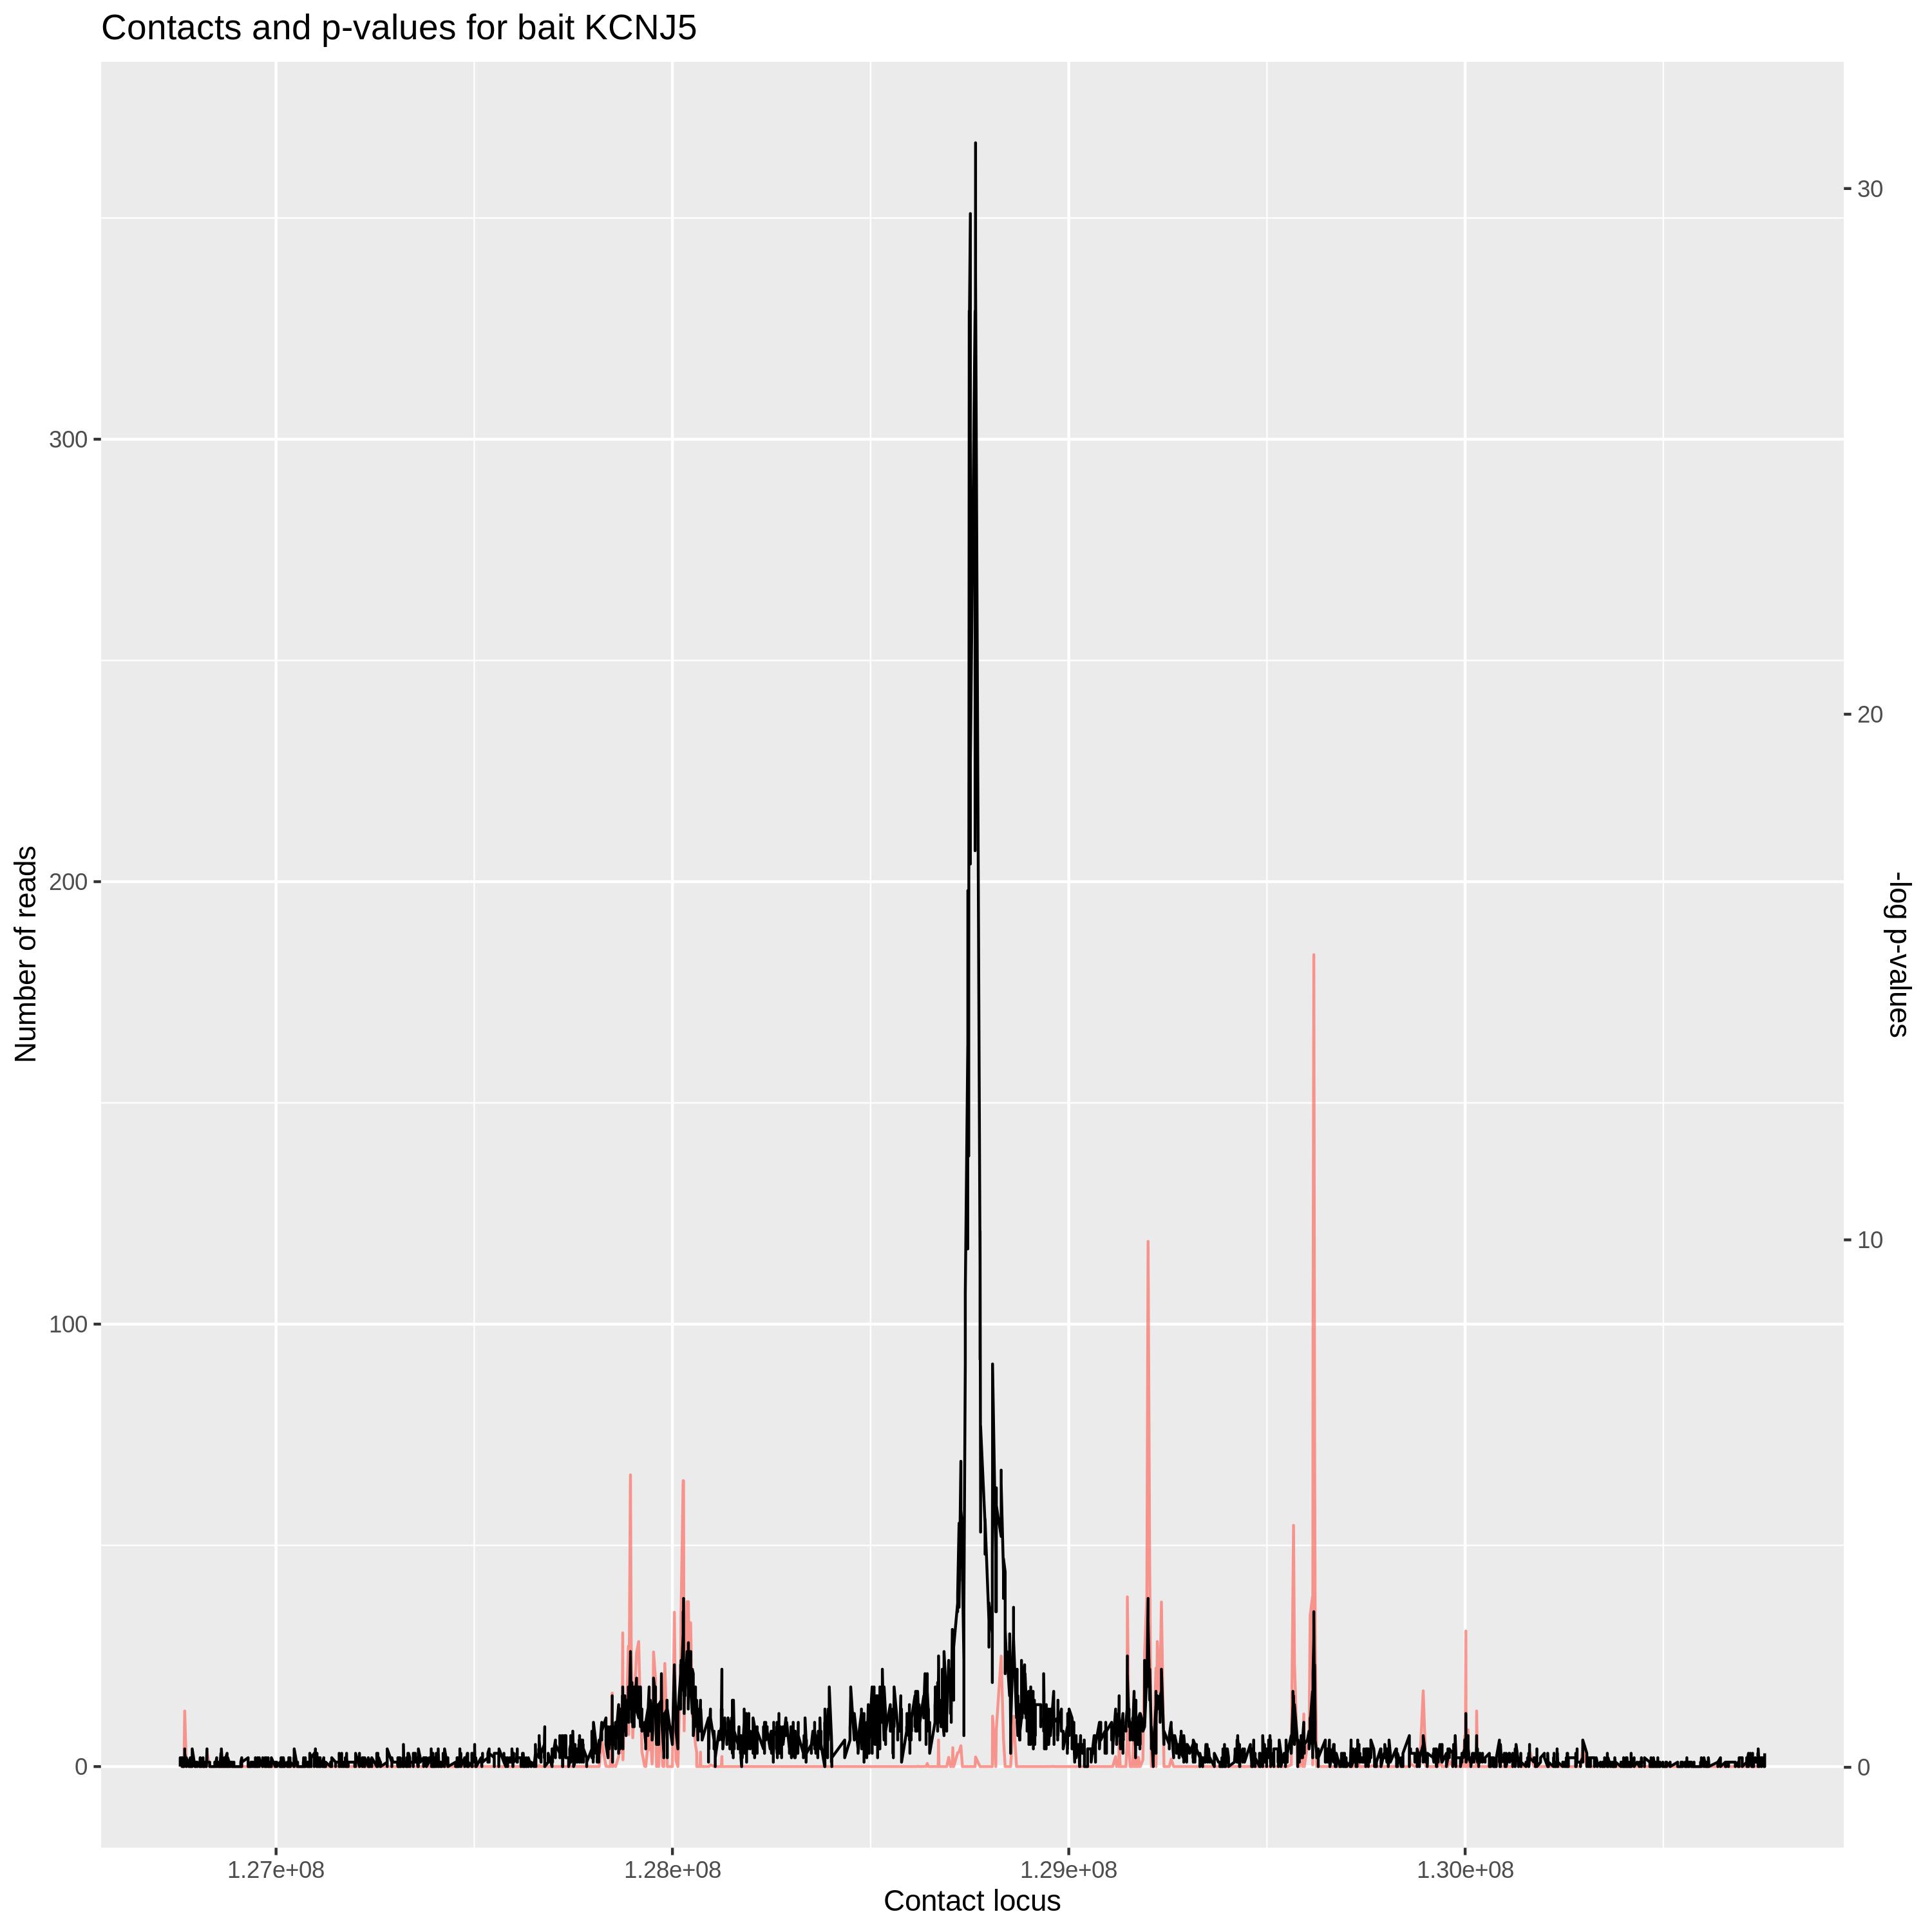 Contacts and p-values for bait KCNJ5
Number of reads
300
200
100
0
30
20
10
0
-log p-values
1.27e+08
1.28e+08
1.29e+08
1.30e+08
Contact locus